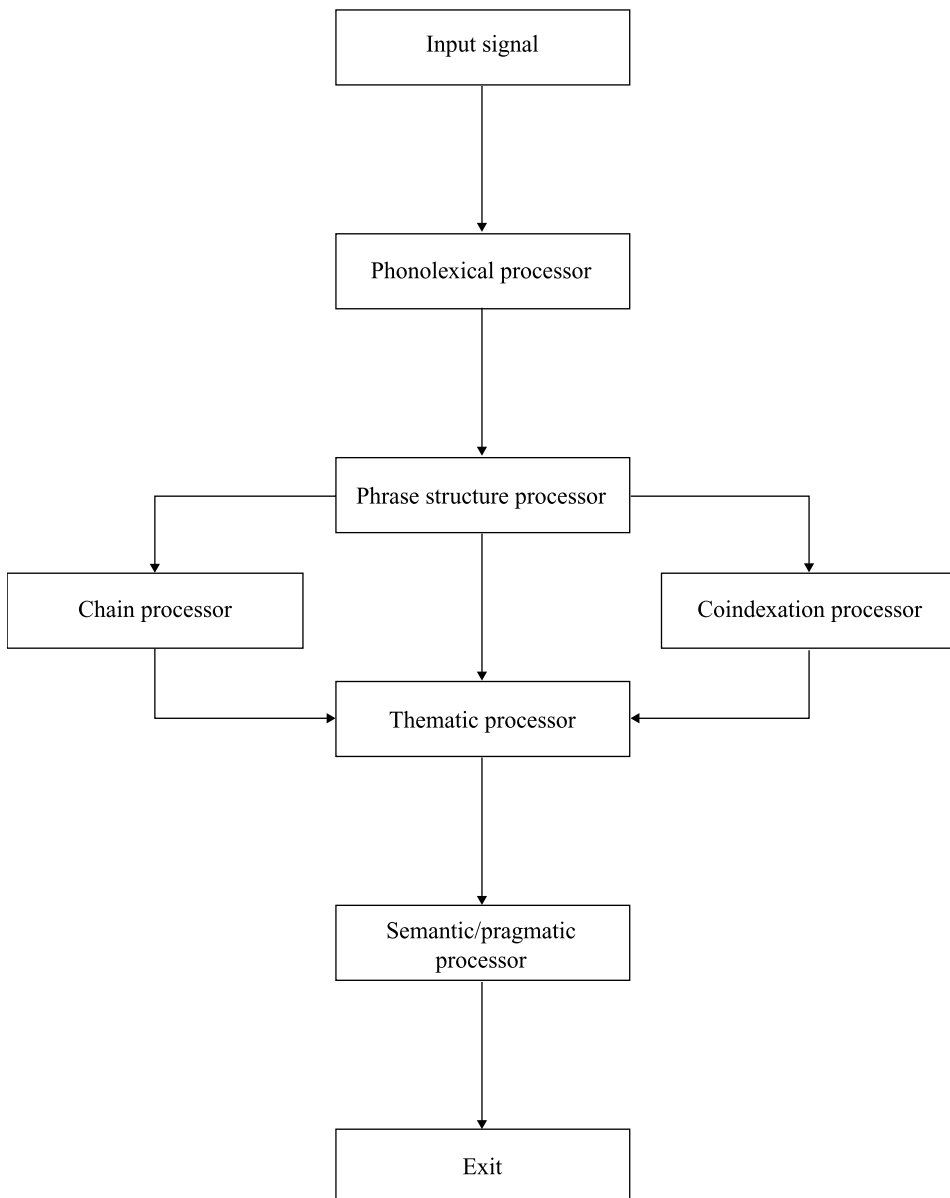 Input signal
Phonolexical processor
Phrase structure processor
Chain processor
Coindexation processor
Thematic processor
Semantic/pragmatic
processor
Exit